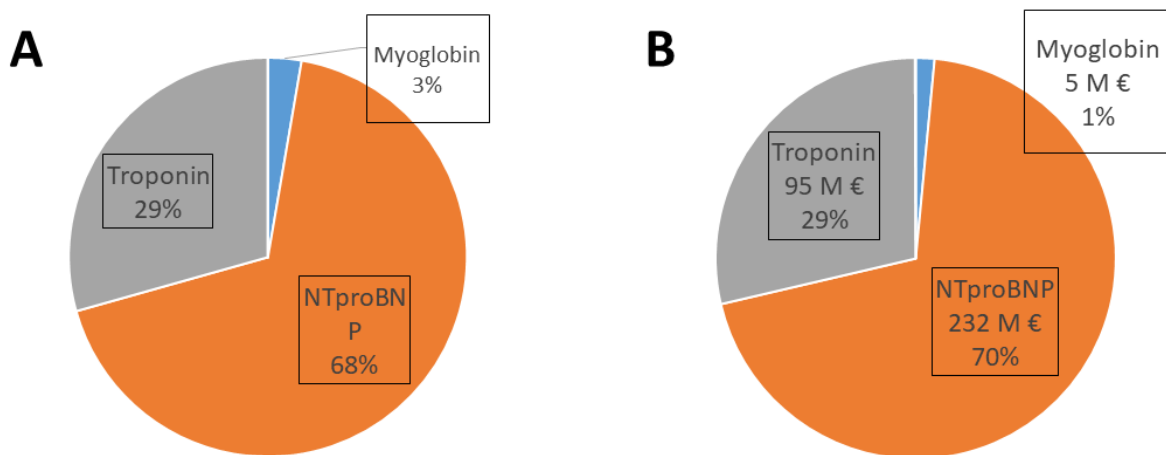 A
Myoglobin
3%
Troponin
29%
NTproBN
P
68%
B
Myoglobin
5 M €
1%
Troponin
95 M €
29%
NTproBNP
232 M €
70%